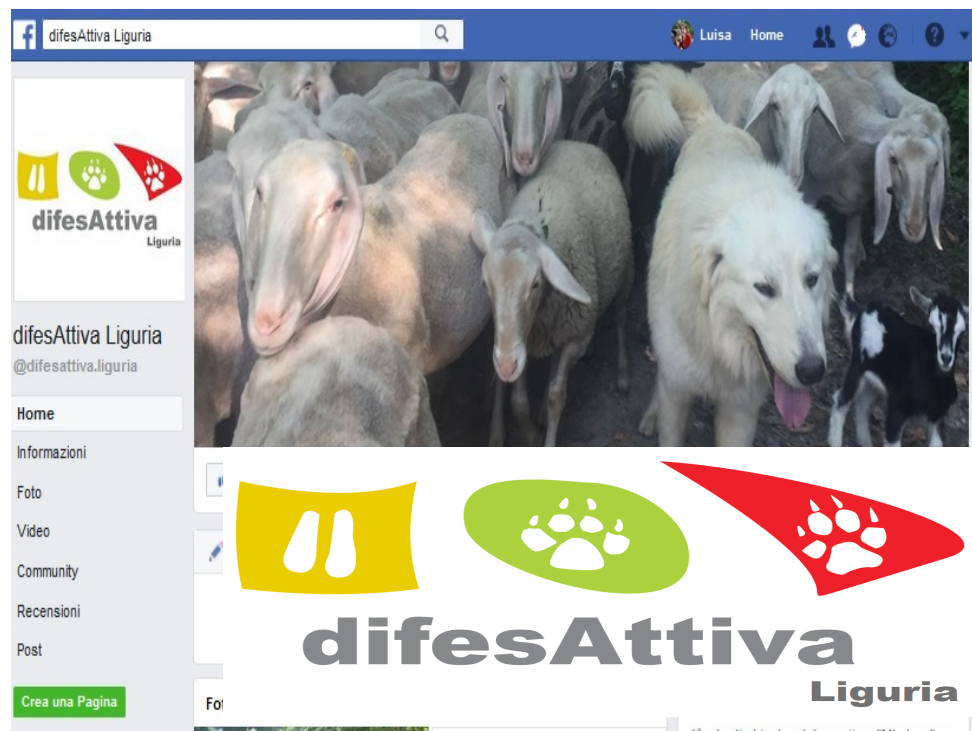 difesAttiva Liguria
Luisa Home
difesAttiva
Liguria
difesAttiva Liguria
@difesattiva.liguria
Home
Informazioni
Foto
Video
Community
Recensioni
Post
Crea una Pagina
difesAttiva
Liguria